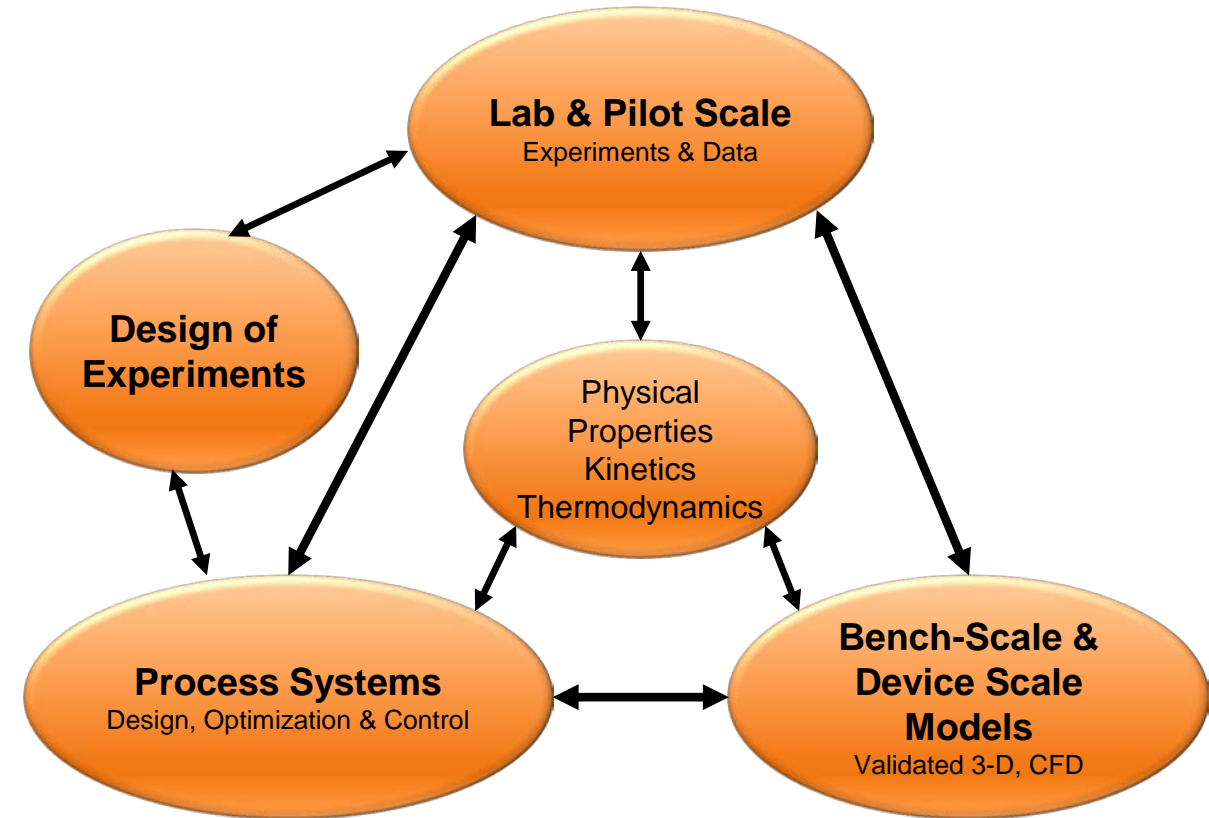 Lab & Pilot Scale
Experiments & Data
Design of
Experiments
Physical
Properties
Kinetics
Thermodynamics
Process Systems
Design, Optimization & Control
Bench-Scale &
Device Scale
Models
Validated 3-D, CFD